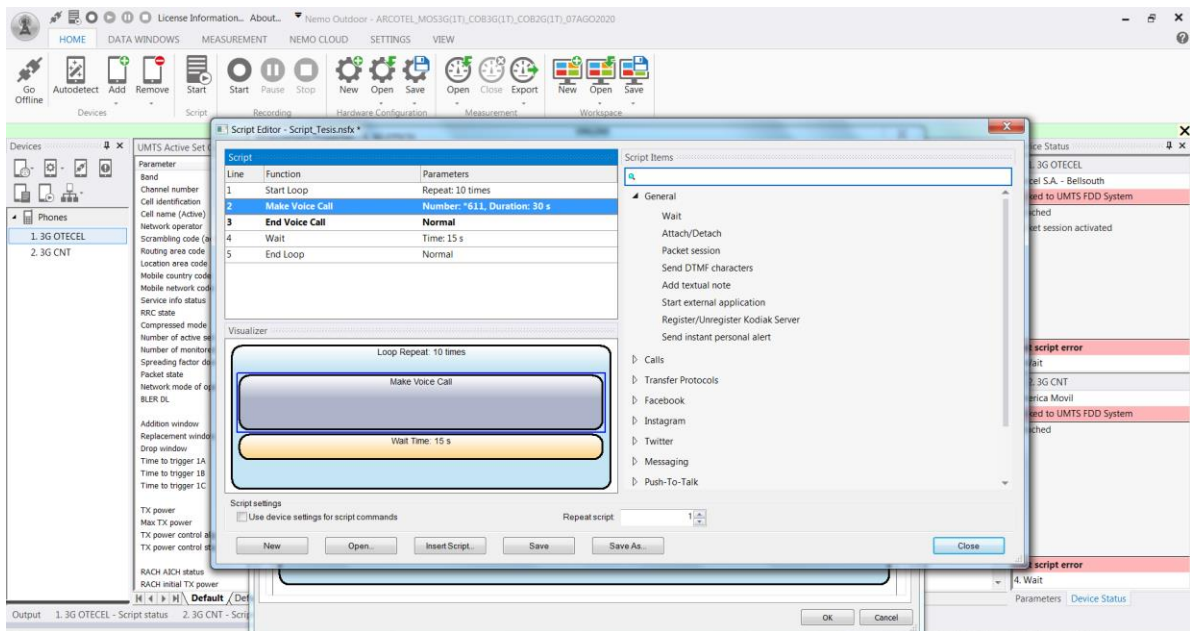 License Information... About... Nemo Outdoor - ARCOTEL_MOS3G(1T)_COB3G(1T)_COB2G(1T)_07AGO2020
HOME DATA WINDOWS MEASUREMENT NEMO CLOUD SETTINGS VIEW
Go Offline Autodetect Add Remove Start Start Pause Stop New Open Save Open Close Export New Open Save
Devices Script Recording Hardware Configuration Measurement Workspace
Devices
Phones
1. 3G OTECEL
2. 3G CNT
UMTS Active Set
Parameter
Band
Channel number
Cell identification
Cell name (Active)
Network operator
Scrambling code
Routing area code
Location area code
Mobile country code
Mobile network
Service info status
RRC state
Compressed mode
Number of active
Number of
Spreading factor
Packet state
Network mode of
BLER DL
Addition window
Replacement
Drop window
Time to trigger 1A
Time to trigger 1B
Time to trigger 1C
TX power
Max TX power
TX power control
TX power control
RACH AICH status
RACH initial TX power
Default
Script Editor - Script_Tesis.nsfx *
Script
Line Function Parameters
1 Start Loop Repeat: 10 times
2 Make Voice Call Number: *611, Duration: 30 s
3 End Voice Call Normal
4 Wait Time: 15 s
5 End Loop Normal
Visualizer
Loop Repeat: 10 times
Make Voice Call
Wait Time: 15 s
Script Items
General
Wait
Attach/Detach
Packet session
Send DTMF characters
Add textual note
Start external application
Register/Unregister Kodiak Server
Send instant personal alert
Calls
Transfer Protocols
Facebook
Instagram
Twitter
Messaging
Push-To-Talk
Script settings
Use device settings for script commands Repeat script: 1
New Open... Insert Script... Save Save As... Close
OK Cancel
Status
3G OTECEL
S.A. - Bellsouth
to UMTS FDD System
session activated
script error
2. 3G CNT
Movil
to UMTS FDD System
script error
4. Wait
Parameters Device Status
Output 1. 3G OTECEL - Script status 2. 3G CNT -